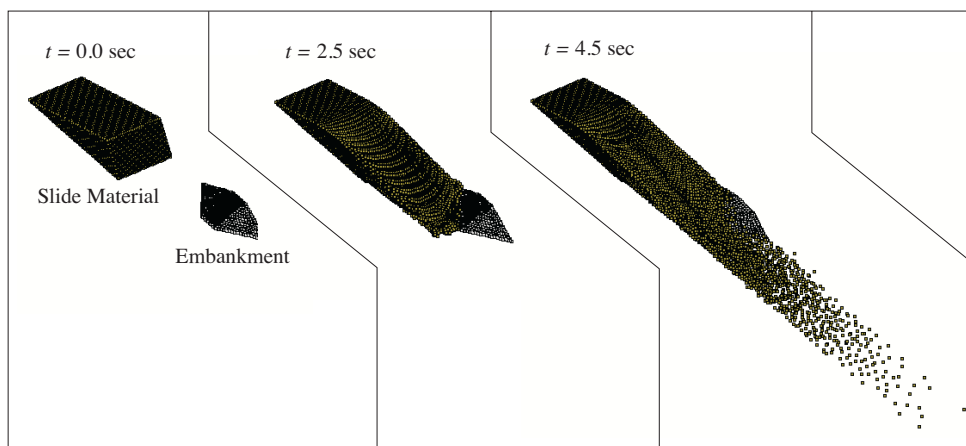 t = 0.0 sec
t = 2.5 sec
t = 4.5 sec
Slide Material
Embankment